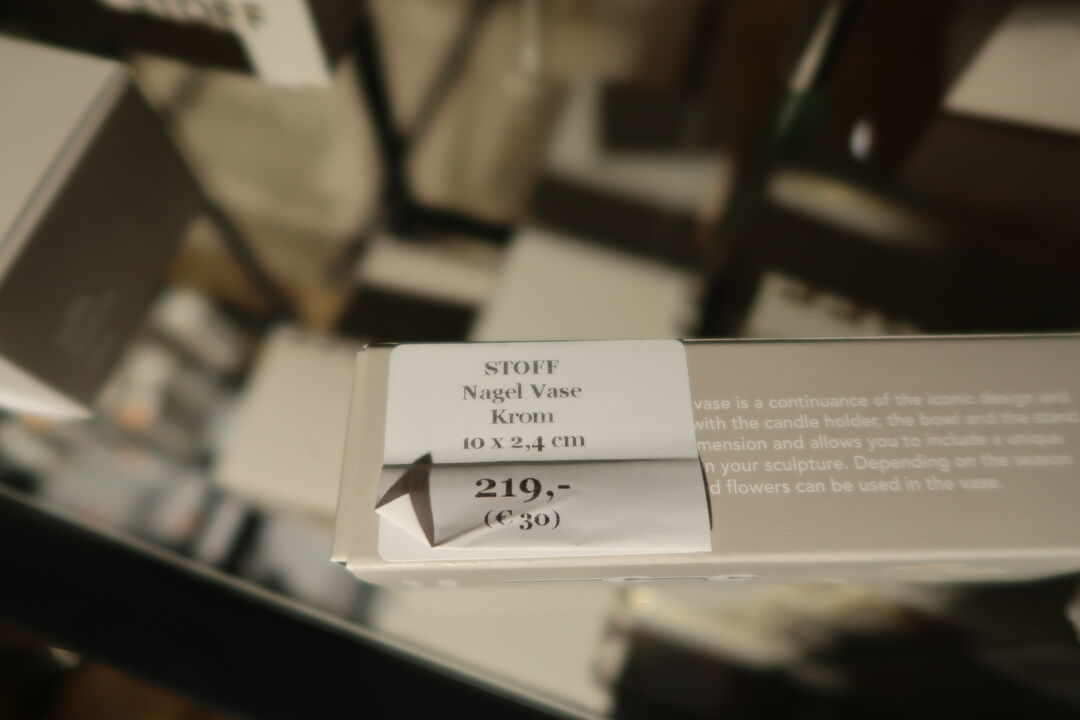 STOFF
STOFF
Nagel Vase
Krom
10 x 2,4 cm
219,-
(€ 30)
vase is a continuance of the iconic design and
with the candle holder, the bowl and the stand
mension and allows you to include a unique
n your sculpture. Depending on the season
d flowers can be used in the vase.